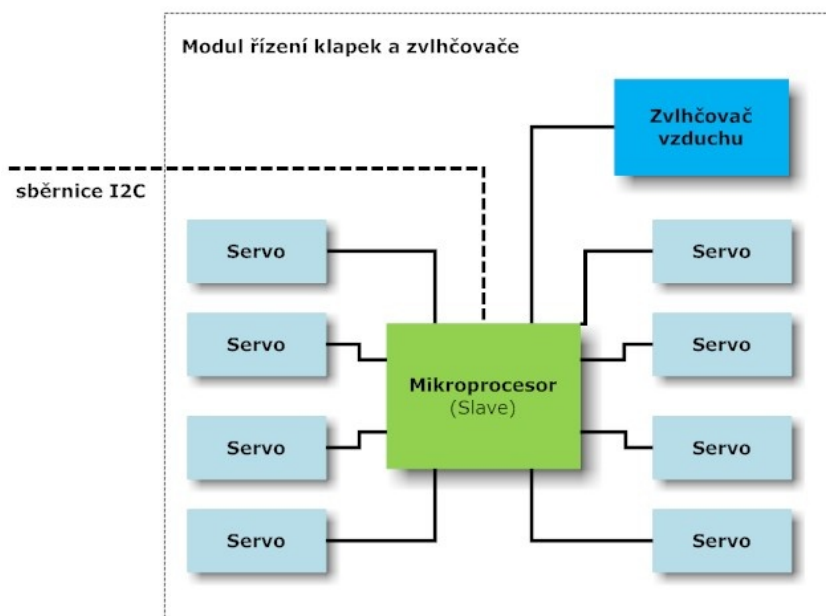 Modul řízení klapek a zvlhčovače
Zvlhčovač
vzduchu
sběrnice I2C
Servo
Servo
Servo
Servo
Mikroprocesor
(Slave)
Servo
Servo
Servo
Servo